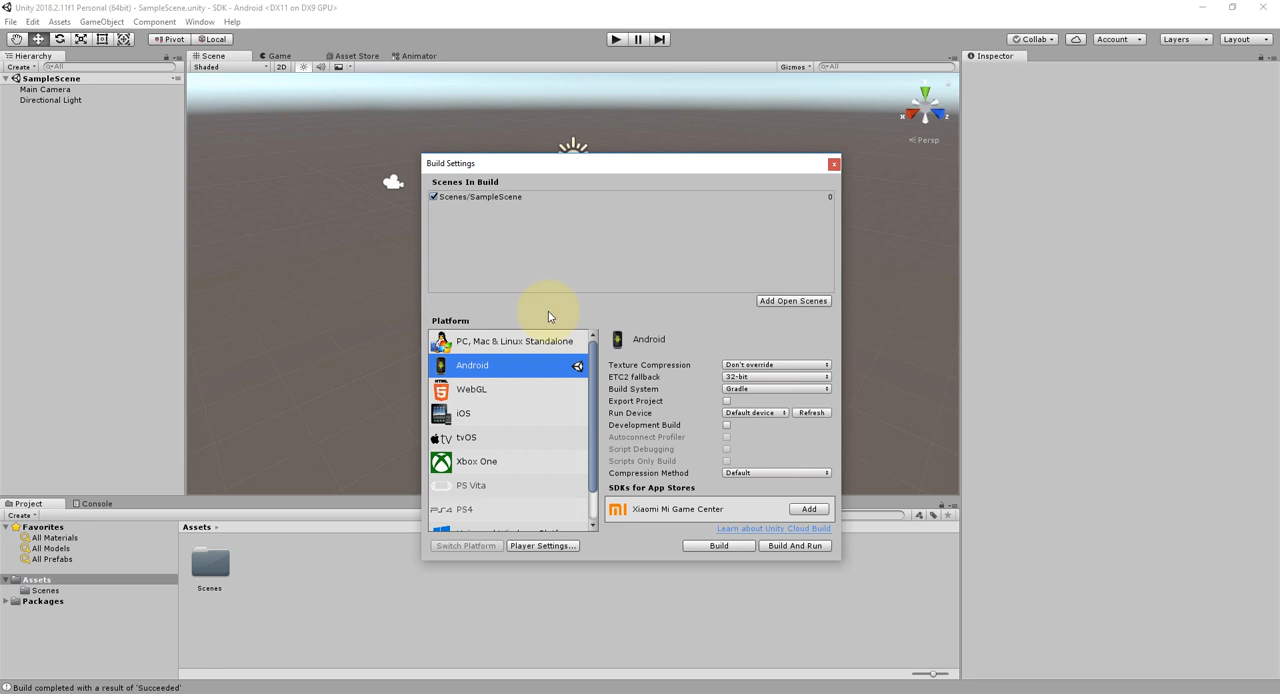 Unity 2018.2.11f1 Personal (64bit) - SampleScene.unity - SDK - Android <DX11 on DX9 GPU>
File Edit Assets GameObject Component Window Help
Pivot Local Collab Account Layers Layout
Hierarchy Scene Game Asset Store Animator Inspector
Create All Shaded 2D Gizmos All
SampleScene
Main Camera
Directional Light
x z
Persp
Build Settings x
Scenes In Build
Scenes/SampleScene 0
Add Open Scenes
Platform
PC, Mac & Linux Standalone
Android
HTML
WebGL
iOS
tv tvOS
Xbox One
PS Vita
PS4 PS4
Android
Texture Compression Don't override
ETC2 fallback 32-bit
Build System Gradle
Export Project
Run Device Default device Refresh
Development Build
Autoconnect Profiler
Script Debugging
Scripts Only Build
Compression Method Default
SDKs for App Stores
mi Xiaomi Mi Game Center Add
Learn about Unity Cloud Build
Switch Platform Player Settings... Build Build And Run
Project Console
Create
Favorites
All Materials
All Models
All Prefabs
Assets
Scenes
Packages
Assets
Scenes
Build completed with a result of 'Succeeded'